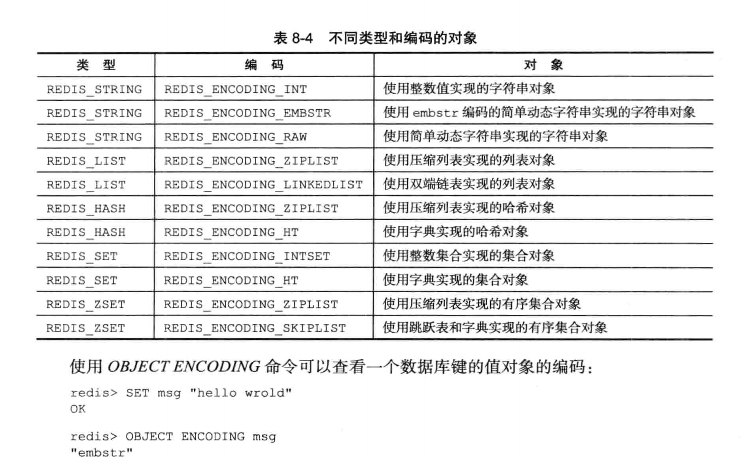 表 8-4 不同类型和编码的对象
类 型 编 码 对 象
REDIS_STRING REDIS_ENCODING_INT 使用整数值实现的字符串对象
REDIS_STRING REDIS_ENCODING_EMBSTR 使用 embstr 编码的简单动态字符串实现的字符串对象
REDIS_STRING REDIS_ENCODING_RAW 使用简单动态字符串实现的字符串对象
REDIS_LIST REDIS_ENCODING_ZIPLIST 使用压缩列表实现的列表对象
REDIS_LIST REDIS_ENCODING_LINKEDLIST 使用双端链表实现的列表对象
REDIS_HASH REDIS_ENCODING_ZIPLIST 使用压缩列表实现的哈希对象
REDIS_HASH REDIS_ENCODING_HT 使用字典实现的哈希对象
REDIS_SET REDIS_ENCODING_INTSET 使用整数集合实现的集合对象
REDIS_SET REDIS_ENCODING_HT 使用字典实现的集合对象
REDIS_ZSET REDIS_ENCODING_ZIPLIST 使用压缩列表实现的有序集合对象
REDIS_ZSET REDIS_ENCODING_SKIPLIST 使用跳跃表和字典实现的有序集合对象
使用 OBJECT ENCODING 命令可以查看一个数据库键的值对象的编码：
redis> SET msg "hello wrold"
OK
redis> OBJECT ENCODING msg
"embstr"